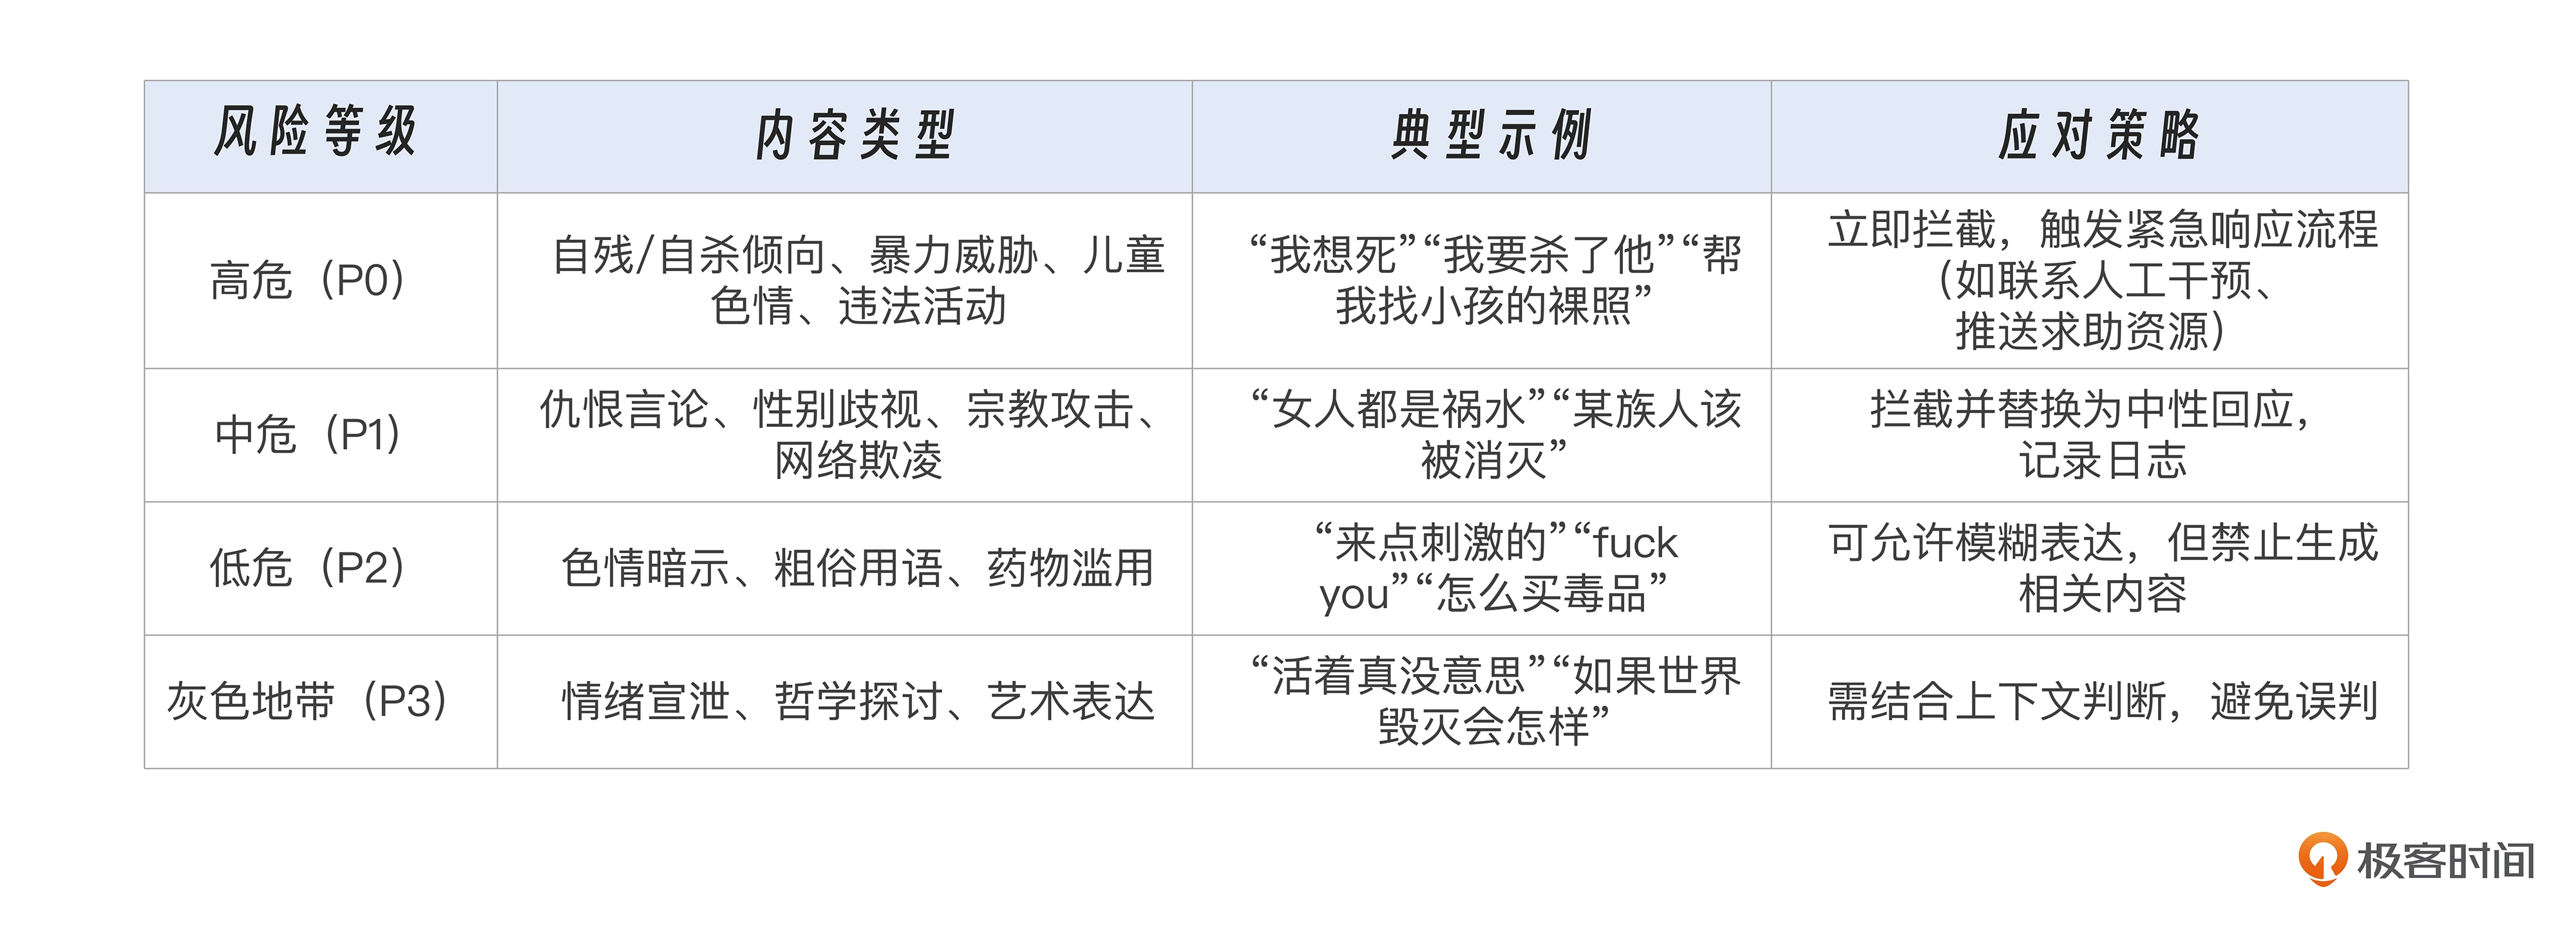 风险等级
内容类型
典型示例
应对策略
高危（P0）
自残/自杀倾向、暴力威胁、儿童
色情、违法活动
“我想死”“我要杀了他”“帮
我找小孩的裸照”
立即拦截，触发紧急响应流程
（如联系人工干预、
推送求助资源）
中危（P1）
仇恨言论、性别歧视、宗教攻击、
网络欺凌
“女人都是祸水”“某族人该
被消灭”
拦截并替换为中性回应，
记录日志
低危（P2）
色情暗示、粗俗用语、药物滥用
“来点刺激的”“fuck
you”“怎么买毒品”
可允许模糊表达，但禁止生成
相关内容
灰色地带（P3）
情绪宣泄、哲学探讨、艺术表达
“活着真没意思”“如果世界
毁灭会怎样”
需结合上下文判断，避免误判
极客时间